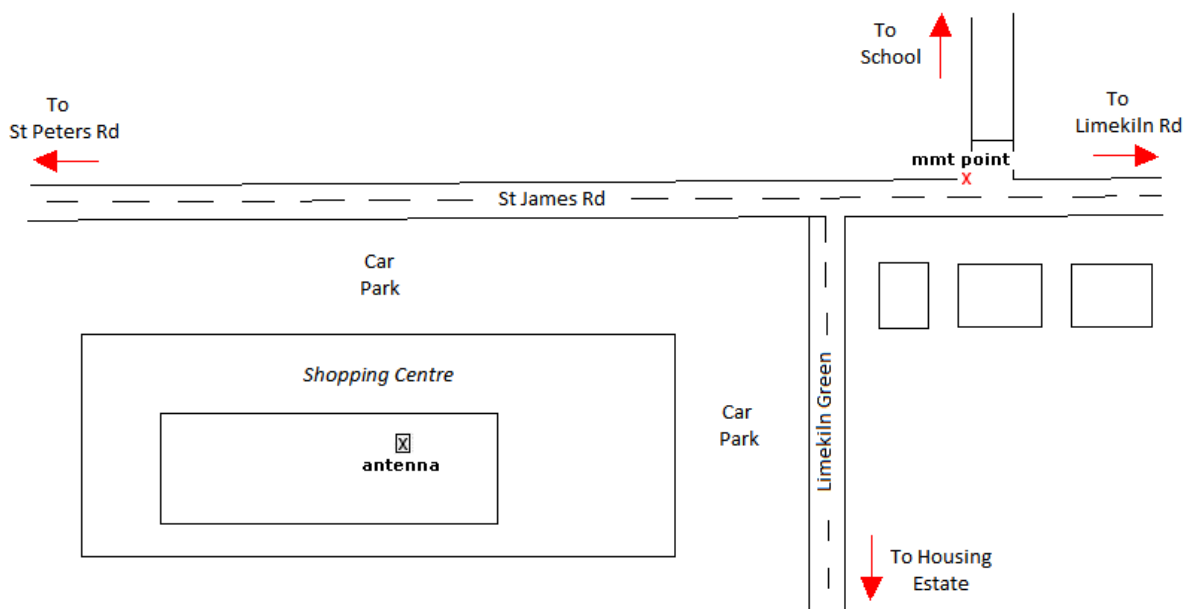 To
School
To
St Peters Rd
To
Limekiln Rd
mmt point
X
St James Rd
Car
Park
Shopping Centre
Car
Park
Limekiln Green
X
antenna
To Housing
Estate